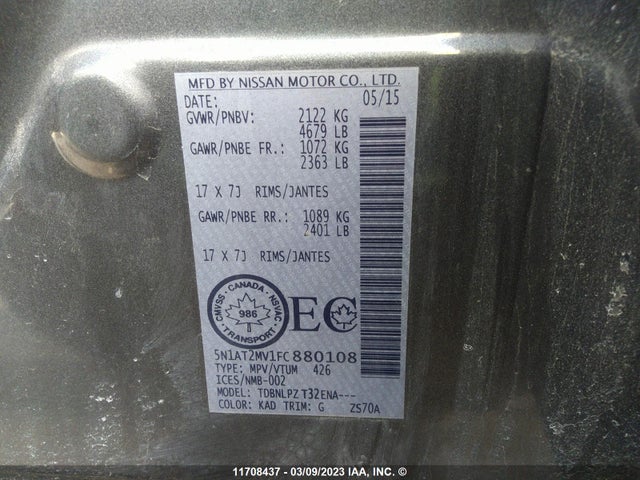 MFD BY NISSAN MOTOR CO., LTD.
DATE: 05/15
GVWR/PNBV: 2122 KG
4679 LB
GAWR/PNBE FR.: 1072 KG
2363 LB
17 X 7J RIMS/JANTES
GAWR/PNBE RR.: 1089 KG
2401 LB
17 X 7J RIMS/JANTES
CMVSS - CANADA - NSVAC
986
TRANSPORT
EC
5N1AT2MV1FC880108
TYPE: MPV/VTUM 426
ICES/NMB-002
MODEL: TDBNLPZ T32ENA---
COLOR: KAD TRIM: G ZS70A
11708437 - 03/09/2023 IAA, INC. ©